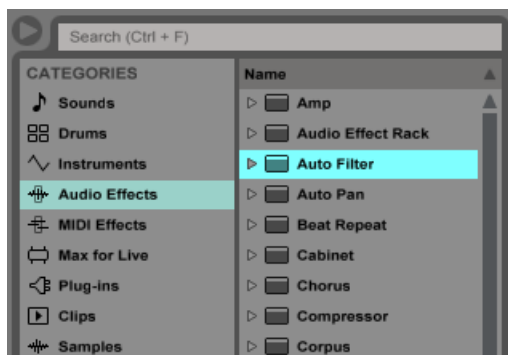 Search (Ctrl + F)
CATEGORIES
Sounds
Drums
Instruments
Audio Effects
MIDI Effects
Max for Live
Plug-ins
Clips
Samples
Name
Amp
Audio Effect Rack
Auto Filter
Auto Pan
Beat Repeat
Cabinet
Chorus
Compressor
Corpus